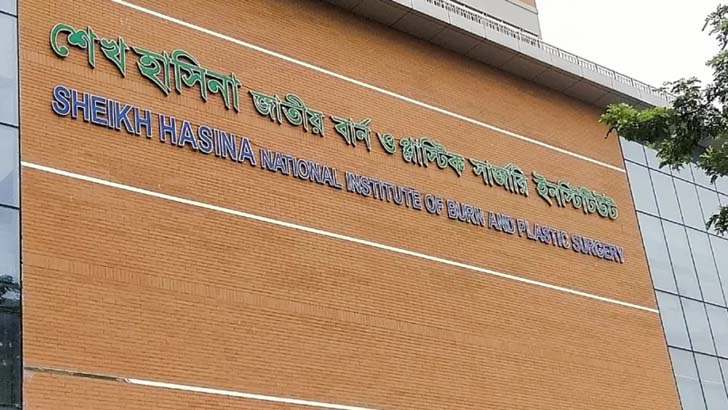 শেখ হাসিনা জাতীয় বার্ন ও প্লাস্টিক সার্জারি ইনস্টিটিউট
SHEIKH HASINA NATIONAL INSTITUTE OF BURN AND PLASTIC SURGERY